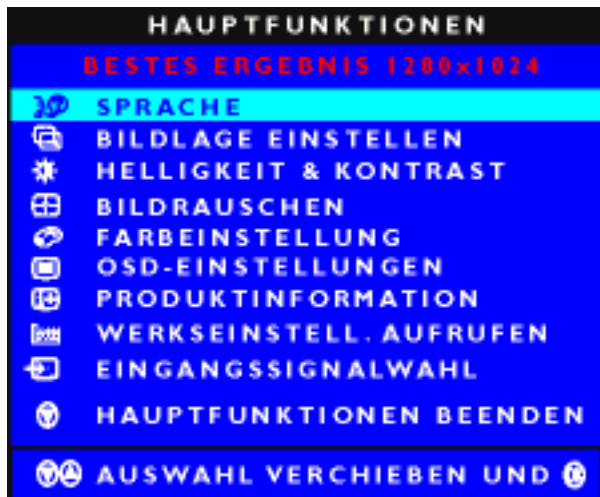 HAUPTFUNKTIONEN
BESTES ERGEBNIS 1280x1024
SPRACHE
BILDLAGE EINSTELLEN
HELLIGKEIT & KONTRAST
BILDRAUSCHEN
FARBEINSTELLUNG
OSD-EINSTELLUNGEN
PRODUKTINFORMATION
WERKSEINSTELL. AUFRUFEN
EINGANGSSIGNALWAHL
HAUPTFUNKTIONEN BEENDEN
AUSWAHL VERCHIEBEN UND